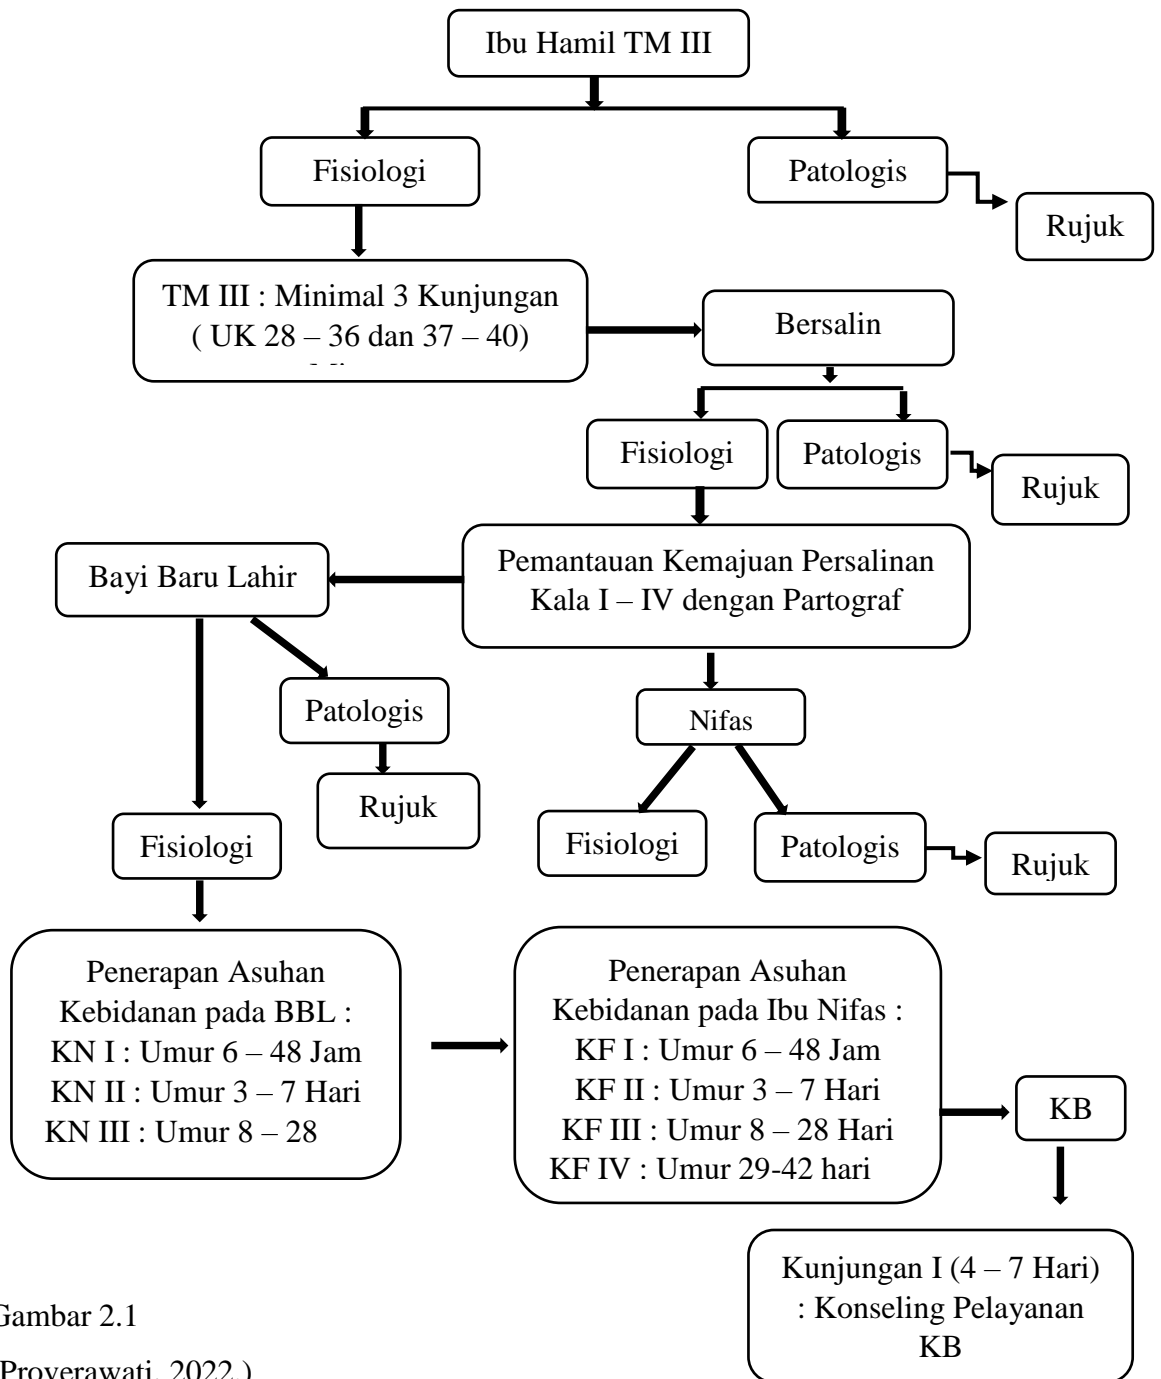 Ibu Hamil TM III
Fisiologi
Patologis
Rujuk
TM III : Minimal 3 Kunjungan
( UK 28 – 36 dan 37 – 40)
Bersalin
Fisiologi
Patologis
Rujuk
Pemantauan Kemajuan Persalinan
Kala I – IV dengan Partograf
Bayi Baru Lahir
Patologis
Rujuk
Nifas
Fisiologi
Fisiologi
Patologis
Rujuk
Penerapan Asuhan
Kebidanan pada BBL :
KN I : Umur 6 – 48 Jam
KN II : Umur 3 – 7 Hari
KN III : Umur 8 – 28
Penerapan Asuhan
Kebidanan pada Ibu Nifas :
KF I : Umur 6 – 48 Jam
KF II : Umur 3 – 7 Hari
KF III : Umur 8 – 28 Hari
KF IV : Umur 29-42 hari
KB
Kunjungan I (4 – 7 Hari)
: Konseling Pelayanan
KB
Gambar 2.1
Proverawati, 2022.)